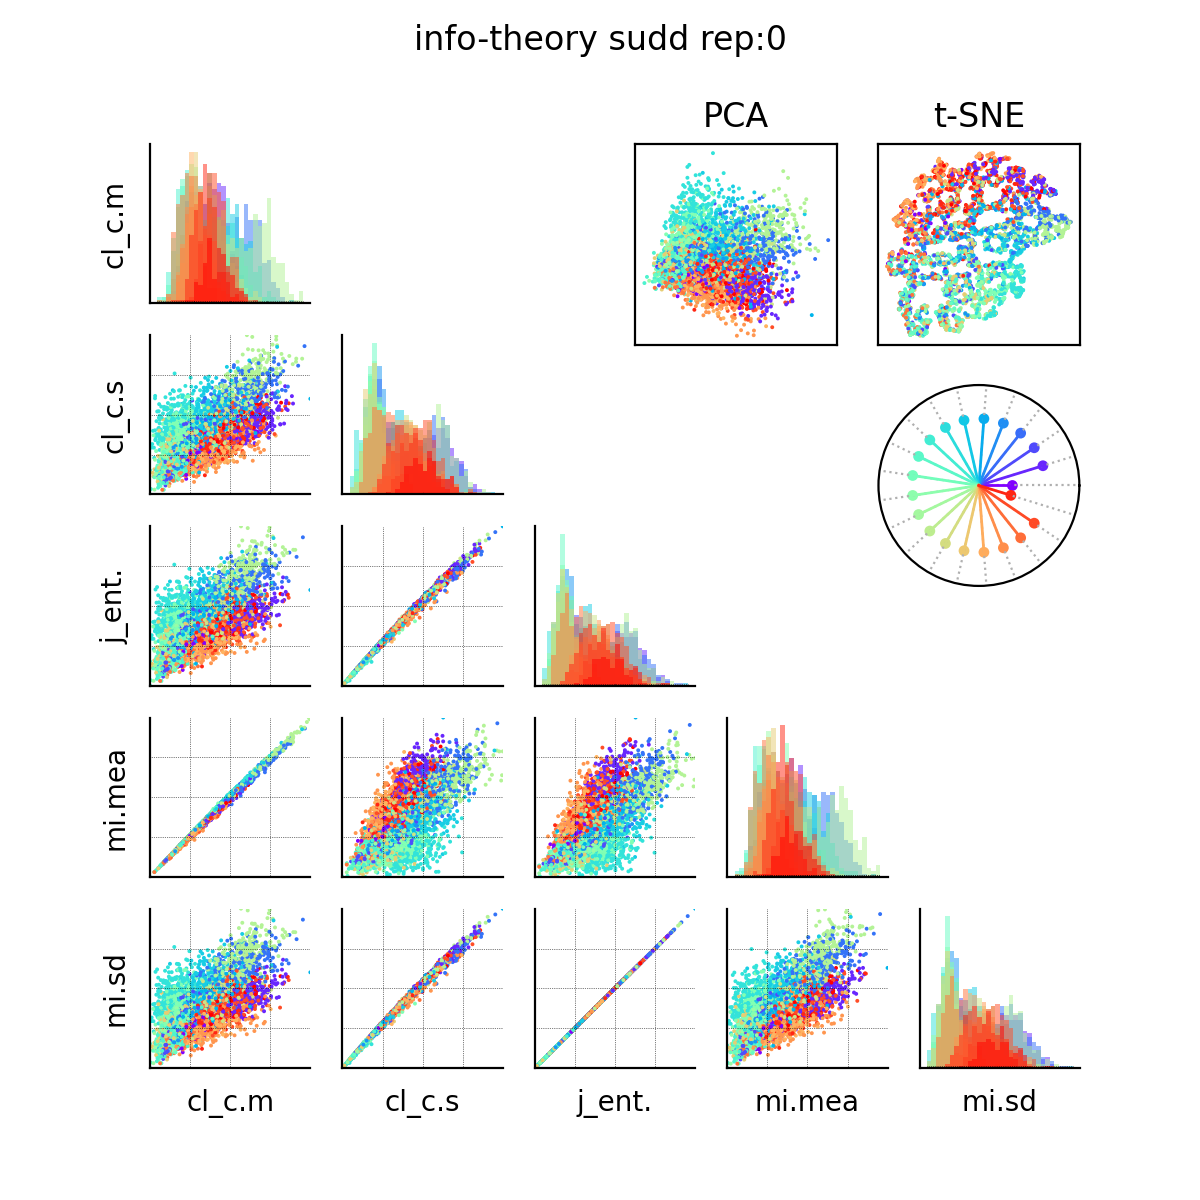 info-theory sudd rep:0
PCA
t-SNE
cl_c.m
cl_c.s
j_ent.
mi.mea
mi.sd
cl_c.m
cl_c.s
j_ent.
mi.mea
mi.sd